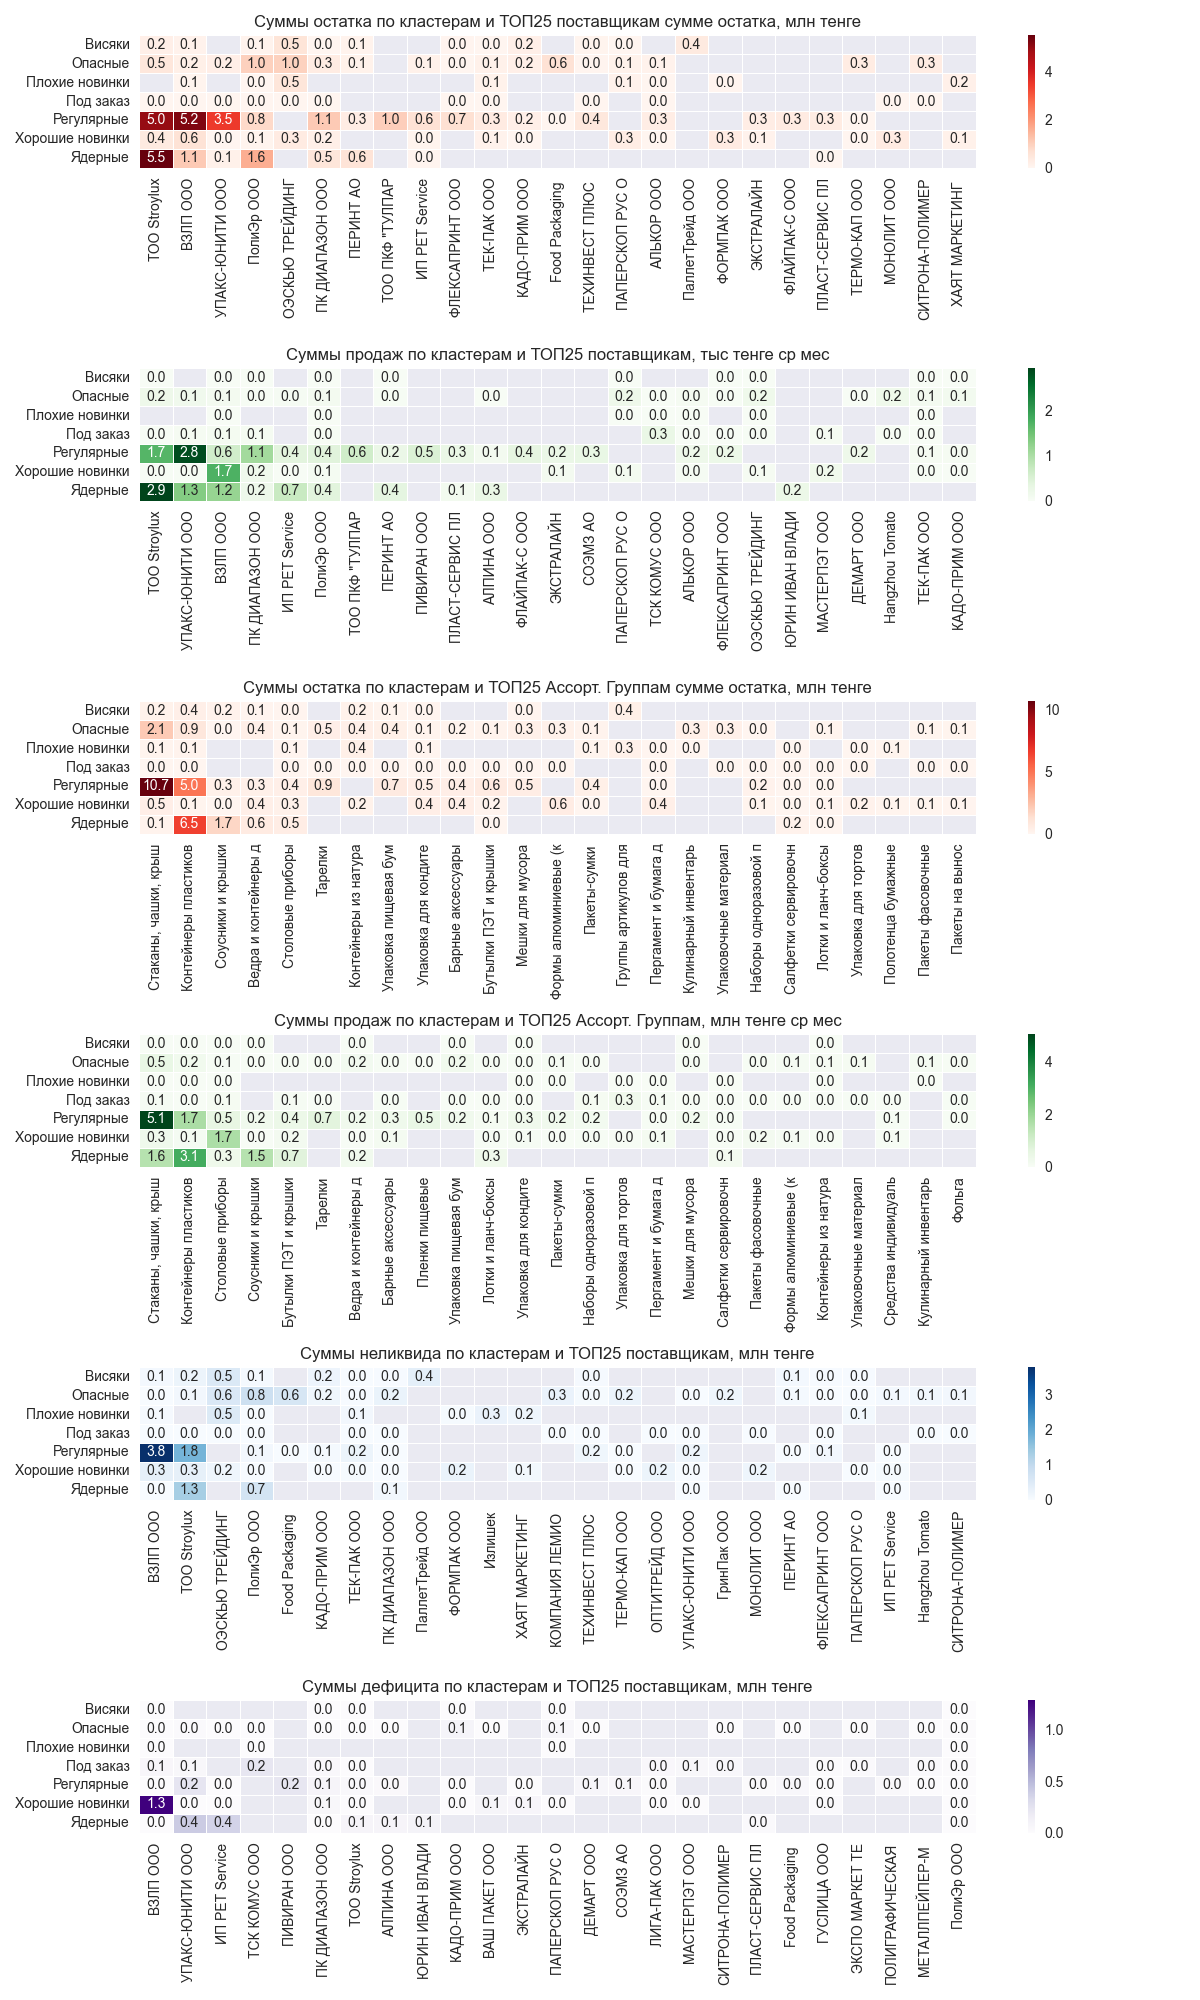 Суммы остатка по кластерам и ТОП25 поставщикам сумме остатка, млн тенге
Висяки 0.2 0.1 0.1 0.5 0.0 0.1 0.0 0.0 0.2 0.0 0.0 0.4
Опасные 0.5 0.2 0.2 1.0 1.0 0.3 0.1 0.1 0.0 0.1 0.2 0.6 0.0 0.1 0.1 0.3 0.3
4
Плохие новинки 0.1 0.0 0.5 0.1 0.1 0.0 0.0 0.2
Под заказ 0.0 0.0 0.0 0.0 0.0 0.0 0.0 0.0 0.0 0.0 0.0 0.0
Регулярные 5.0 5.2 3.5 0.8 1.1 0.3 1.0 0.6 0.7 0.3 0.2 0.0 0.4 0.3 0.3 0.3 0.3 0.0
2
Хорошие новинки 0.4 0.6 0.0 0.1 0.3 0.2 0.0 0.1 0.0 0.3 0.0 0.3 0.1 0.0 0.3 0.1
Ядерные 5.5 1.1 0.1 1.6 0.5 0.6 0.0 0.0
0
ТОО Stroylux
ВЗЛП ООО
УПАКС-ЮНИТИ ООО
ПолиЭр ООО
ОЭСКЬЮ ТРЕЙДИНГ
ПК ДИАПАЗОН ООО
ПЕРИНТ АО
ТОО ПКФ "ТУЛПАР
ИП РЕТ Service
ФЛЕКСАПРИНТ ООО
ТЕК-ПАК ООО
КАДО-ПРИМ ООО
Food Packaging
ТЕХИНВЕСТ ПЛЮС
ПАПЕРСКОП РУС О
АЛЬКОР ООО
ПаллетТрейд ООО
ФОРМПАК ООО
ЭКСТРАЛАЙН
ФЛАЙПАК-С ООО
ПЛАСТ-СЕРВИС ПЛ
ТЕРМО-КАП ООО
МОНОЛИТ ООО
СИТРОНА-ПОЛИМЕР
ХАЯТ МАРКЕТИНГ
Суммы продаж по кластерам и ТОП25 поставщикам, тыс тенге ср мес
Висяки 0.0 0.0 0.0 0.0 0.0 0.0 0.0 0.0 0.0 0.0
Опасные 0.2 0.1 0.1 0.0 0.0 0.1 0.0 0.0 0.2 0.0 0.0 0.0 0.2 0.0 0.2 0.1 0.1
2
Плохие новинки 0.0 0.0 0.0 0.0 0.0 0.0 0.0
Под заказ 0.0 0.1 0.1 0.1 0.0 0.3 0.0 0.0 0.0 0.1 0.0 0.0
Регулярные 1.7 2.8 0.6 1.1 0.4 0.4 0.6 0.2 0.5 0.3 0.1 0.4 0.2 0.3 0.2 0.2 0.2 0.1 0.0
1
Хорошие новинки 0.0 0.0 1.7 0.2 0.0 0.1 0.1 0.1 0.0 0.1 0.2 0.0 0.0
Ядерные 2.9 1.3 1.2 0.2 0.7 0.4 0.4 0.1 0.3 0.2
0
ТОО Stroylux
УПАКС-ЮНИТИ ООО
ВЗЛП ООО
ПК ДИАПАЗОН ООО
ИП РЕТ Service
ПолиЭр ООО
ТОО ПКФ "ТУЛПАР
ПЕРИНТ АО
ПИВИРАН ООО
ПЛАСТ-СЕРВИС ПЛ
АЛПИНА ООО
ФЛАЙПАК-С ООО
ЭКСТРАЛАЙН
СОЭМЗ АО
ПАПЕРСКОП РУС О
ТСК КОМУС ООО
АЛЬКОР ООО
ФЛЕКСАПРИНТ ООО
ОЭСКЬЮ ТРЕЙДИНГ
ЮРИН ИВАН ВЛАДИ
МАСТЕРПЭТ ООО
ДЕМАРТ ООО
Hangzhou Tomato
ТЕК-ПАК ООО
КАДО-ПРИМ ООО
Суммы остатка по кластерам и ТОП25 Ассорт. Группам сумме остатка, млн тенге
Висяки 0.2 0.4 0.2 0.1 0.0 0.2 0.1 0.0 0.0 0.4
10
Опасные 2.1 0.9 0.0 0.4 0.1 0.5 0.4 0.4 0.1 0.2 0.1 0.3 0.3 0.1 0.3 0.3 0.0 0.1 0.1 0.1
Плохие новинки 0.1 0.1 0.1 0.4 0.1 0.1 0.3 0.0 0.0 0.0 0.0 0.1
Под заказ 0.0 0.0 0.0 0.0 0.0 0.0 0.0 0.0 0.0 0.0 0.0 0.0 0.0 0.0 0.0 0.0 0.0 0.0 0.0
5
Регулярные 10.7 5.0 0.3 0.3 0.4 0.9 0.7 0.5 0.4 0.6 0.5 0.4 0.0 0.2 0.0 0.0
Хорошие новинки 0.5 0.1 0.0 0.4 0.3 0.2 0.4 0.4 0.2 0.6 0.0 0.4 0.1 0.0 0.1 0.2 0.1 0.1 0.1
Ядерные 0.1 6.5 1.7 0.6 0.5 0.0 0.2 0.0
0
Стаканы, чашки, крыш
Контейнеры пластиков
Соусники и крышки
Ведра и контейнеры д
Столовые приборы
Тарелки
Контейнеры из натура
Упаковка пищевая бум
Упаковка для кондите
Барные аксессуары
Бутылки ПЭТ и крышки
Мешки для мусора
Формы алюминиевые (к
Пакеты-сумки
Группы артикулов для
Пергамент и бумага д
Кулинарный инвентарь
Упаковочные материал
Наборы одноразовой п
Салфетки сервировочн
Лотки и ланч-боксы
Упаковка для тортов
Полотенца бумажные
Пакеты фасовочные
Пакеты на вынос
Суммы продаж по кластерам и ТОП25 Ассорт. Группам, млн тенге ср мес
Висяки 0.0 0.0 0.0 0.0 0.0 0.0 0.0 0.0 0.0
Опасные 0.5 0.2 0.1 0.0 0.0 0.0 0.2 0.0 0.0 0.2 0.0 0.0 0.1 0.0 0.0 0.0 0.1 0.1 0.1 0.1 0.0
4
Плохие новинки 0.0 0.0 0.0 0.0 0.0 0.0 0.0 0.0 0.0 0.0
Под заказ 0.1 0.0 0.1 0.1 0.0 0.0 0.0 0.0 0.0 0.1 0.3 0.1 0.0 0.0 0.0 0.0 0.0 0.0 0.0
2
Регулярные 5.1 1.7 0.5 0.2 0.4 0.7 0.2 0.3 0.5 0.2 0.1 0.3 0.2 0.2 0.0 0.2 0.0 0.1 0.0
Хорошие новинки 0.3 0.1 1.7 0.0 0.2 0.0 0.1 0.0 0.1 0.0 0.0 0.0 0.1 0.0 0.2 0.1 0.0 0.1
Ядерные 1.6 3.1 0.3 1.5 0.7 0.2 0.3 0.1
0
Стаканы, чашки, крыш
Контейнеры пластиков
Столовые приборы
Соусники и крышки
Бутылки ПЭТ и крышки
Тарелки
Ведра и контейнеры д
Барные аксессуары
Пленки пищевые
Упаковка пищевая бум
Лотки и ланч-боксы
Упаковка для кондите
Пакеты-сумки
Наборы одноразовой п
Упаковка для тортов
Пергамент и бумага д
Мешки для мусора
Салфетки сервировочн
Пакеты фасовочные
Формы алюминиевые (к
Контейнеры из натура
Упаковочные материал
Средства индивидуаль
Кулинарный инвентарь
Фольга
Суммы неликвида по кластерам и ТОП25 поставщикам, млн тенге
Висяки 0.1 0.2 0.5 0.1 0.2 0.0 0.0 0.4 0.0 0.1 0.0 0.0
3
Опасные 0.0 0.1 0.6 0.8 0.6 0.2 0.0 0.2 0.3 0.0 0.2 0.0 0.2 0.1 0.0 0.0 0.1 0.1 0.1
Плохие новинки 0.1 0.5 0.0 0.1 0.0 0.3 0.2 0.1
2
Под заказ 0.0 0.0 0.0 0.0 0.0 0.0 0.0 0.0 0.0 0.0 0.0 0.0 0.0 0.0 0.0
Регулярные 3.8 1.8 0.1 0.0 0.1 0.2 0.0 0.2 0.0 0.2 0.0 0.1 0.0
1
Хорошие новинки 0.3 0.3 0.2 0.0 0.0 0.0 0.0 0.2 0.1 0.0 0.2 0.0 0.2 0.0 0.0
Ядерные 0.0 1.3 0.7 0.1 0.0 0.0 0.0
0
ВЗЛП ООО
ТОО Stroylux
ОЭСКЬЮ ТРЕЙДИНГ
ПолиЭр ООО
Food Packaging
КАДО-ПРИМ ООО
ТЕК-ПАК ООО
ПК ДИАПАЗОН ООО
ПаллетТрейд ООО
ФОРМПАК ООО
Излишек
ХАЯТ МАРКЕТИНГ
КОМПАНИЯ ЛЕМИО
ТЕХИНВЕСТ ПЛЮС
ТЕРМО-КАП ООО
ОПТИТРЕЙД ООО
УПАКС-ЮНИТИ ООО
ГринПак ООО
МОНОЛИТ ООО
ПЕРИНТ АО
ФЛЕКСАПРИНТ ООО
ПАПЕРСКОП РУС О
ИП РЕТ Service
Hangzhou Tomato
СИТРОНА-ПОЛИМЕР
Суммы дефицита по кластерам и ТОП25 поставщикам, млн тенге
Висяки 0.0 0.0 0.0 0.0 0.0 0.0
Опасные 0.0 0.0 0.0 0.0 0.0 0.0 0.0 0.1 0.0 0.1 0.0 0.0 0.0 0.0 0.0 0.0
1.0
Плохие новинки 0.0 0.0 0.0 0.0
Под заказ 0.1 0.1 0.2 0.0 0.0 0.0 0.1 0.0 0.0 0.0 0.0 0.0
Регулярные 0.0 0.2 0.0 0.2 0.1 0.0 0.0 0.0 0.0 0.1 0.1 0.0 0.0 0.0 0.0 0.0 0.0 0.0
0.5
Хорошие новинки 1.3 0.0 0.0 0.1 0.0 0.0 0.1 0.1 0.0 0.0 0.0 0.0 0.0
Ядерные 0.0 0.4 0.4 0.0 0.1 0.1 0.1 0.0 0.0
0.0
ВЗЛП ООО
УПАКС-ЮНИТИ ООО
ИП РЕТ Service
ТСК КОМУС ООО
ПИВИРАН ООО
ПК ДИАПАЗОН ООО
ТОО Stroylux
АЛПИНА ООО
ЮРИН ИВАН ВЛАДИ
КАДО-ПРИМ ООО
ВАШ ПАКЕТ ООО
ЭКСТРАЛАЙН
ПАПЕРСКОП РУС О
ДЕМАРТ ООО
СОЭМЗ АО
ЛИГА-ПАК ООО
МАСТЕРПЭТ ООО
СИТРОНА-ПОЛИМЕР
ПЛАСТ-СЕРВИС ПЛ
Food Packaging
ГУСЛИЦА ООО
ЭКСПО МАРКЕТ ТЕ
ПОЛИГРАФИЧЕСКАЯ
МЕТАЛЛПЕЙПЕР-М
ПолиЭр ООО